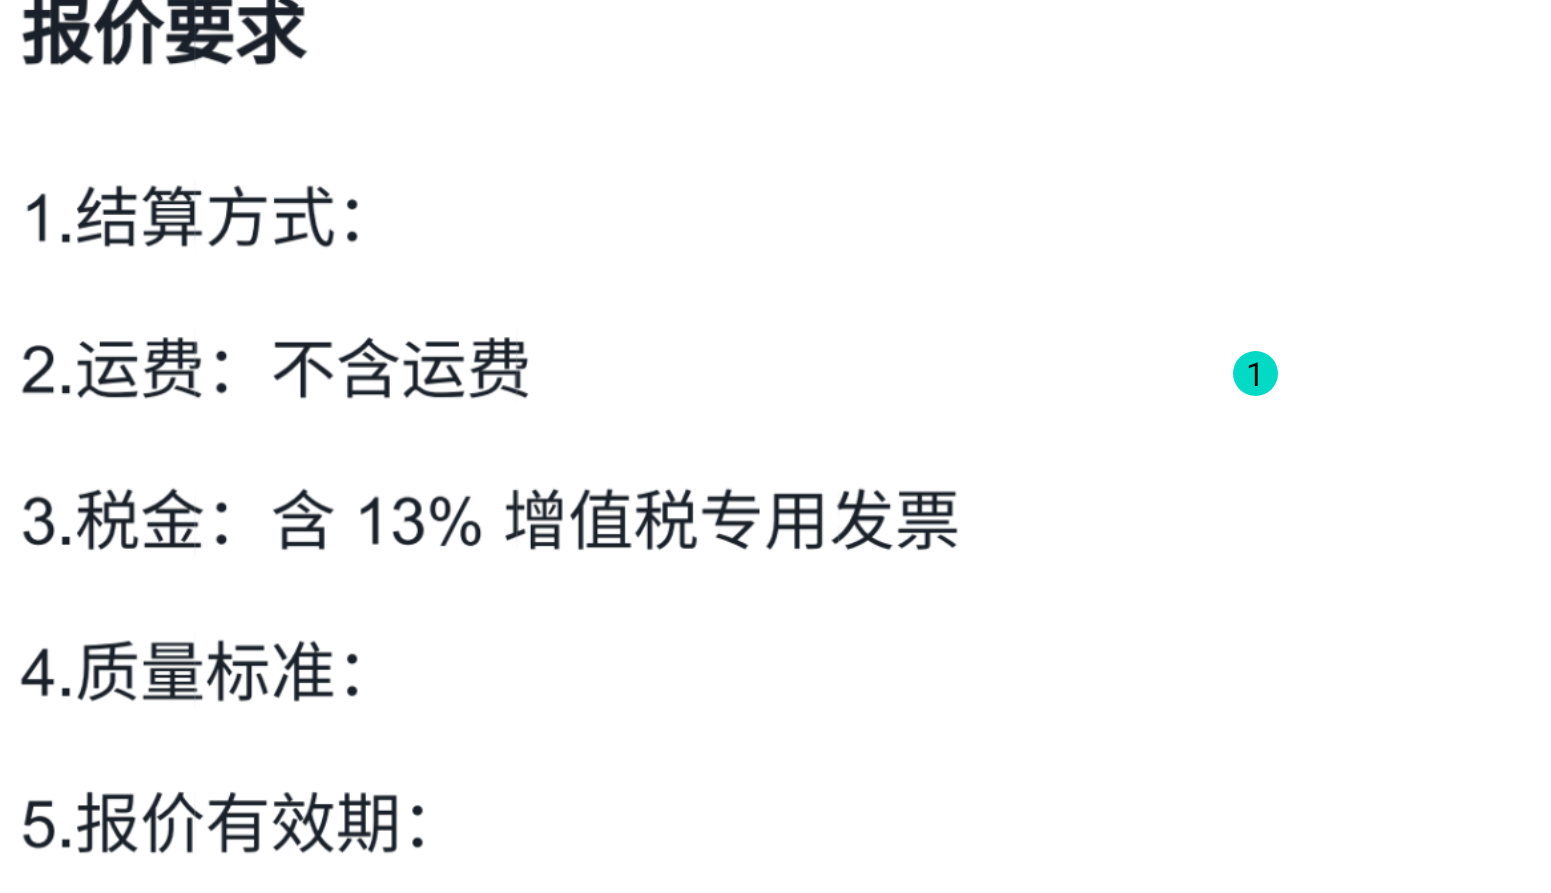 报价要求
1.结算方式：
2.运费：不含运费
1
3.税金：含 13% 增值税专用发票
4.质量标准：
5.报价有效期：